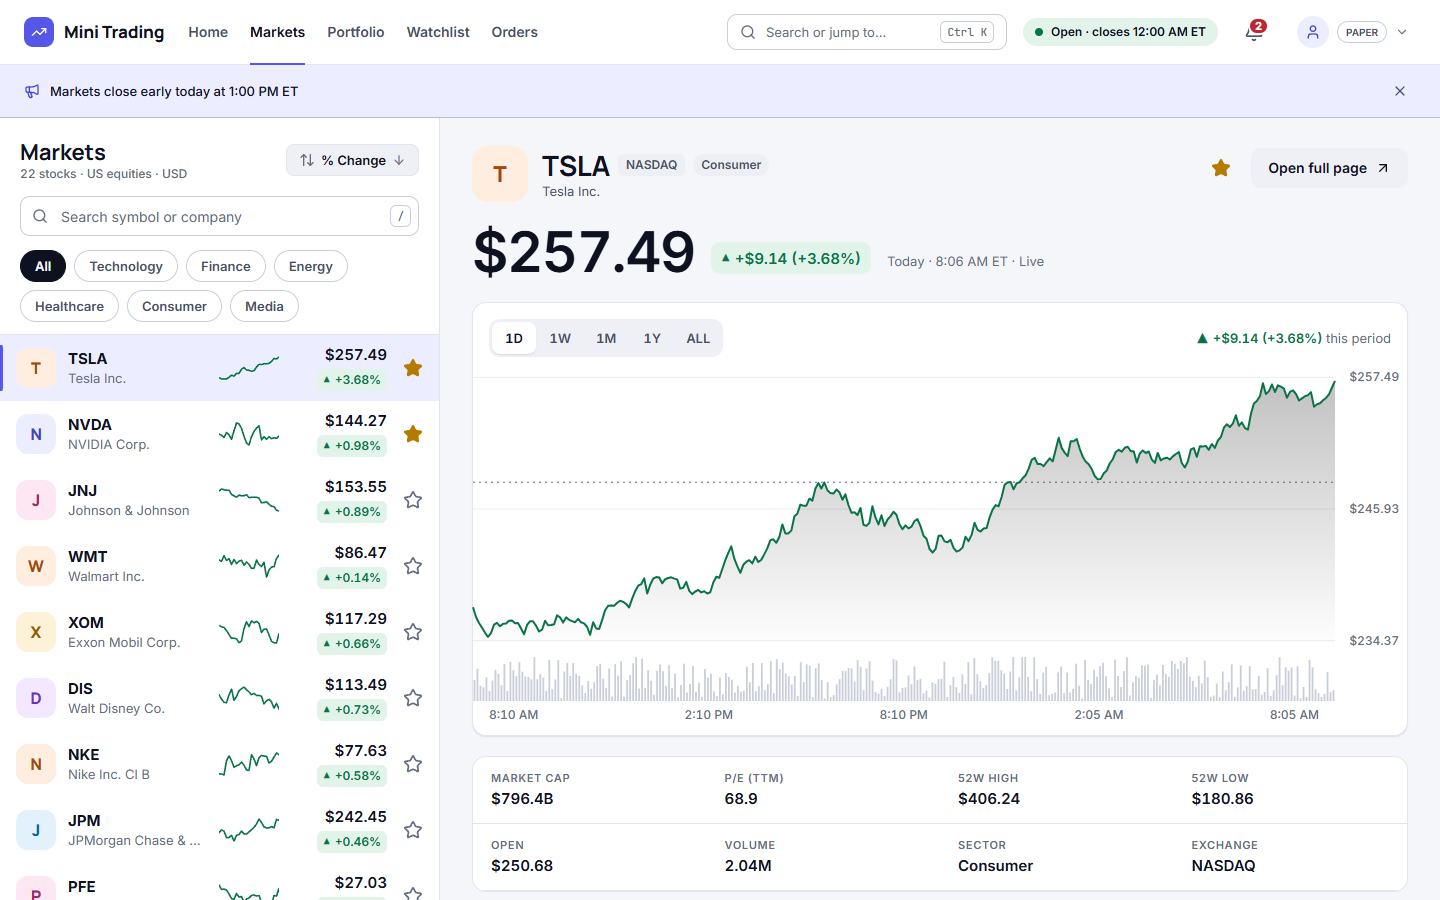 Mini Trading
Home
Markets
Portfolio
Watchlist
Orders
Search or jump to...
Ctrl K
Open · closes 12:00 AM ET
2
PAPER
Markets close early today at 1:00 PM ET
Markets
22 stocks · US equities · USD
% Change
Search symbol or company
/
All
Technology
Finance
Energy
Healthcare
Consumer
Media
T
TSLA
Tesla Inc.
$257.49
▲ +3.68%
N
NVDA
NVIDIA Corp.
$144.27
▲ +0.98%
J
JNJ
Johnson & Johnson
$153.55
▲ +0.89%
W
WMT
Walmart Inc.
$86.47
▲ +0.14%
X
XOM
Exxon Mobil Corp.
$117.29
▲ +0.66%
D
DIS
Walt Disney Co.
$113.49
▲ +0.73%
N
NKE
Nike Inc. Cl B
$77.63
▲ +0.58%
J
JPM
JPMorgan Chase & ...
$242.45
▲ +0.46%
P
PFE
$27.03
T
TSLA
NASDAQ
Consumer
Tesla Inc.
Open full page
$257.49
▲ +$9.14 (+3.68%)
Today · 8:06 AM ET · Live
1D
1W
1M
1Y
ALL
▲ +$9.14 (+3.68%) this period
$257.49
$245.93
$234.37
8:10 AM
2:10 PM
8:10 PM
2:05 AM
8:05 AM
MARKET CAP
$796.4B
P/E (TTM)
68.9
52W HIGH
$406.24
52W LOW
$180.86
OPEN
$250.68
VOLUME
2.04M
SECTOR
Consumer
EXCHANGE
NASDAQ